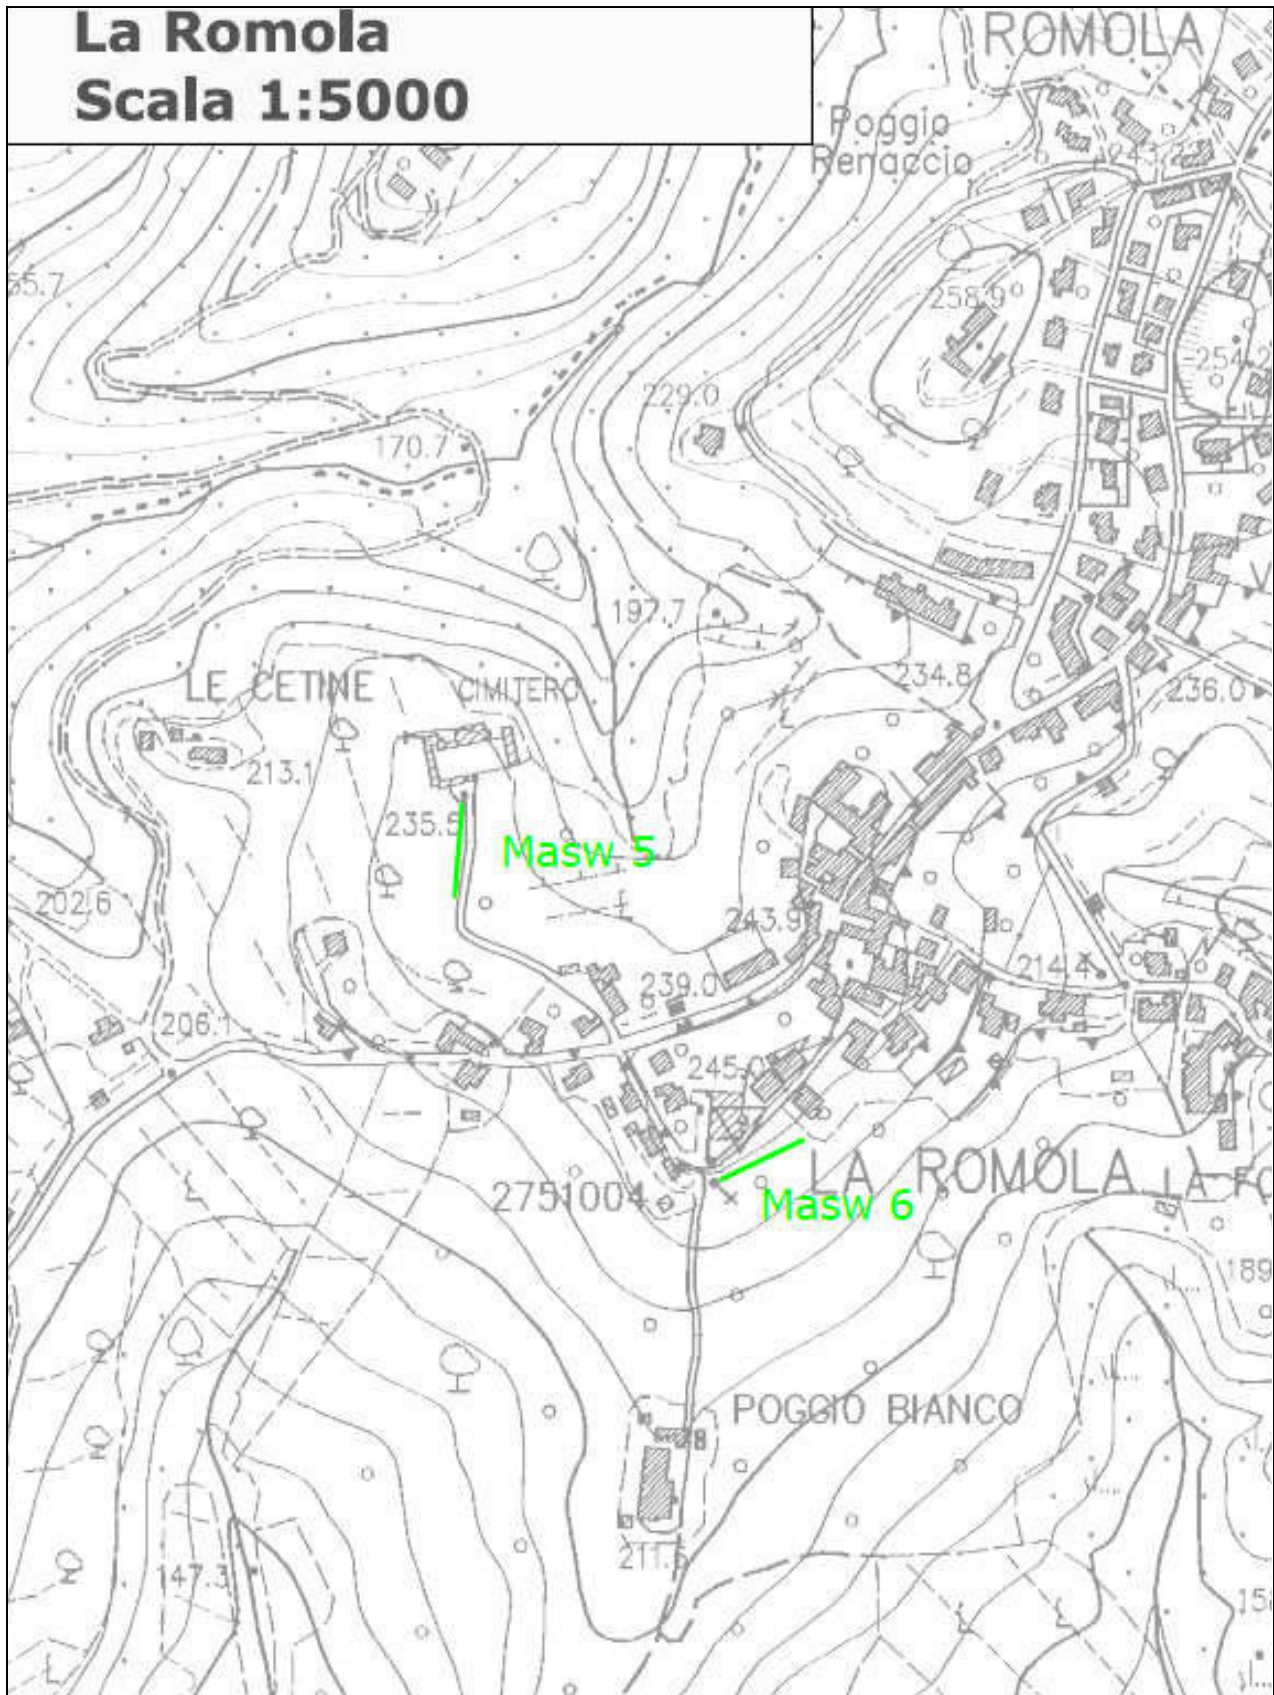 La Romola
Scala 1:5000
ROMOLA
Poggio
Renaccio
258.9
254.2
229.0
170.7
197.7
LE CETINE
CIMITERO
234.8
236.0
213.1
235.5
Masw 5
202.6
243.9
239.0
214.4
206.1
245.0
LA ROMOLA
2751004
Masw 6
189
POGGIO BIANCO
211.5
147.3